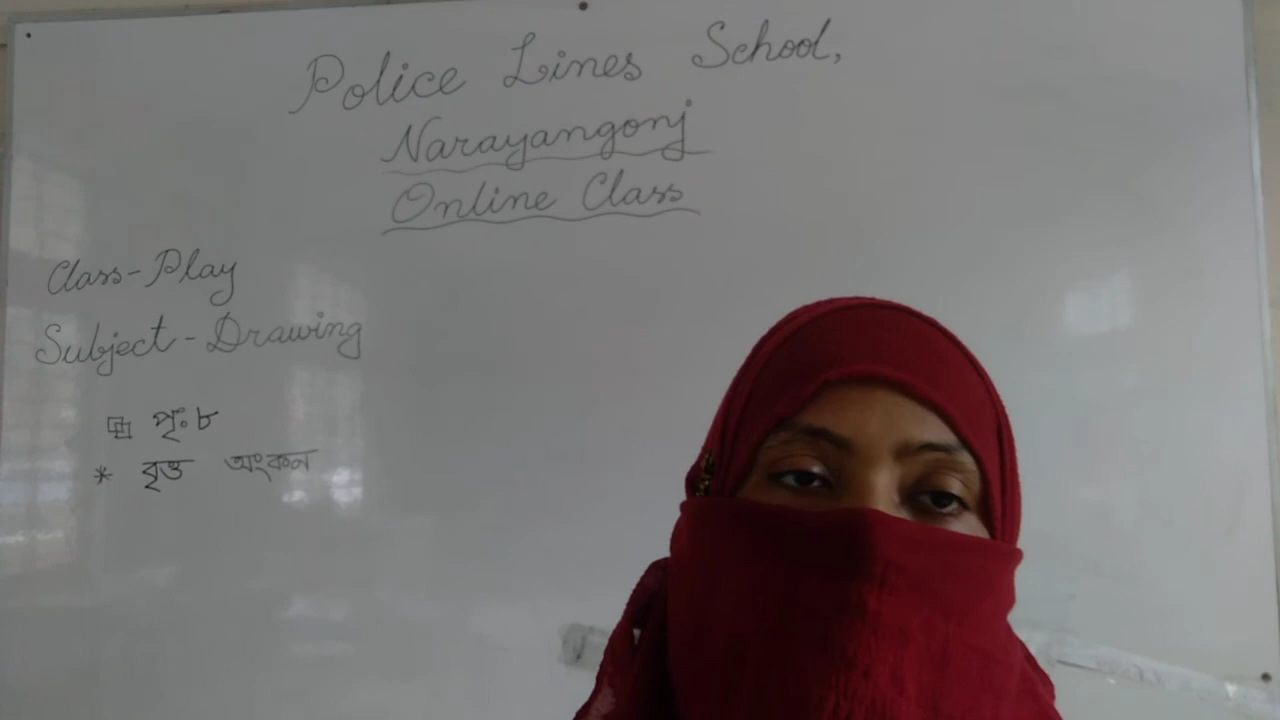 Police Lines School,
Narayangonj
Online Class
Class-Play
Subject-Drawing
পৃঃ ৮
* বৃত্ত অংকন